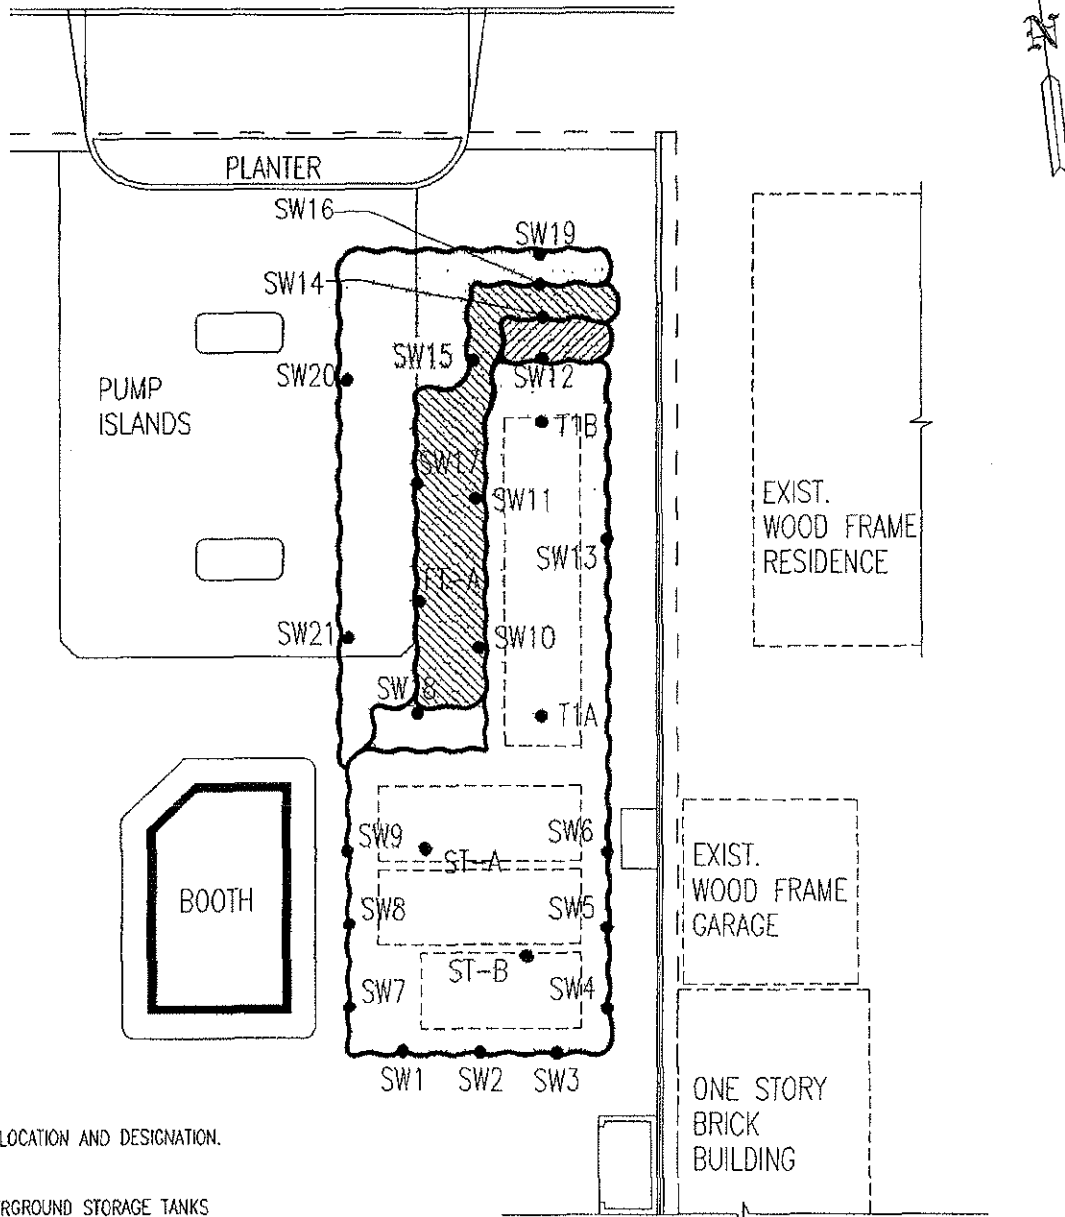 N
PLANTER
SW16
SW19
SW14
SW15
SW12
SW20
PUMP
ISLANDS
T1B
SW17
SW11
EXIST.
WOOD FRAME
RESIDENCE
SW13
TT-A
SW21
SW10
SW18
T1A
SW9
SW6
ST-A
EXIST.
WOOD FRAME
GARAGE
BOOTH
SW8
SW5
ST-B
SW7
SW4
SW1
SW2
SW3
ONE STORY
BRICK
BUILDING
LOCATION AND DESIGNATION.
RGROUND STORAGE TANKS